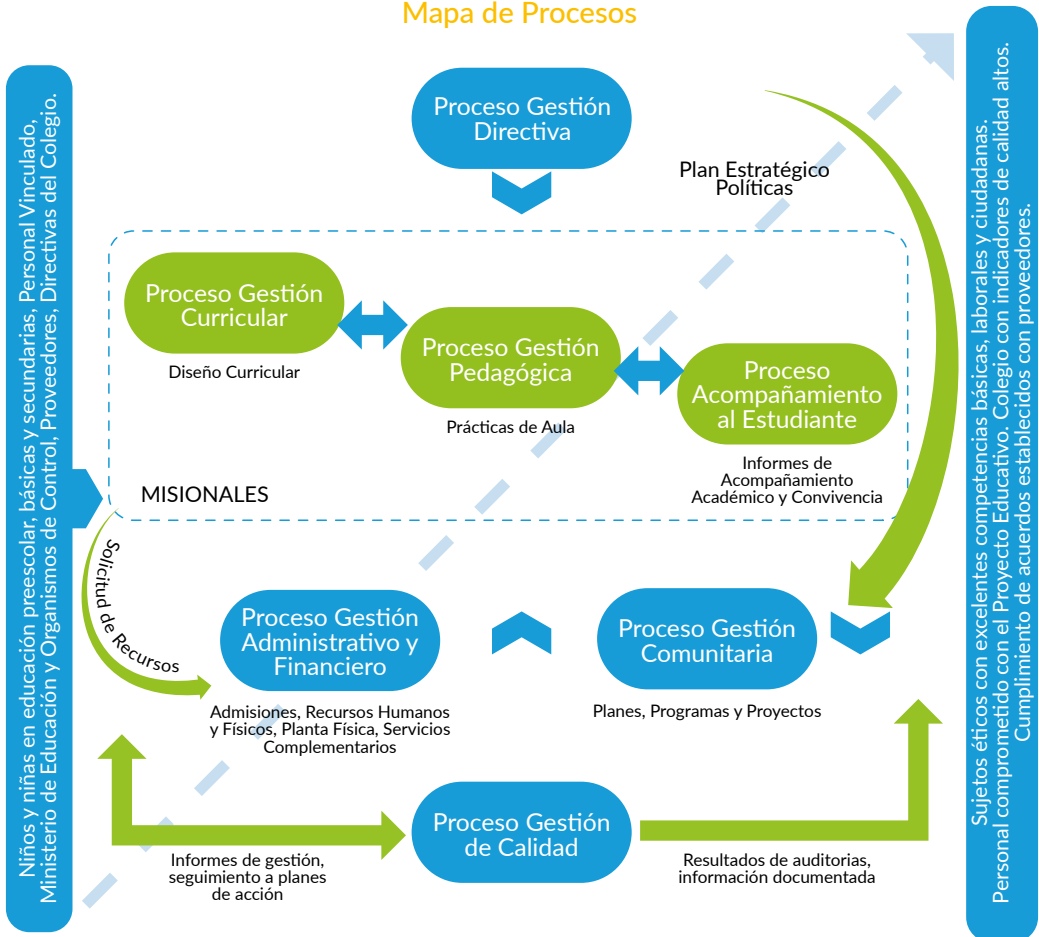 Mapa de Procesos
Niños y niñas en educación preescolar, básicas y secundarias, Personal Vinculado,
Ministerio de Educación y Organismos de Control, Proveedores, Directivas del Colegio.
Proceso Gestión
Directiva
Plan Estratégico
Políticas
Proceso Gestión
Curricular
Diseño Curricular
Proceso Gestión
Pedagógica
Prácticas de Aula
Proceso
Acompañamiento
al Estudiante
Informes de
Acompañamiento
Académico y Convivencia
MISIONALES
Solicitud de Recursos
Proceso Gestión
Administrativo y
Financiero
Admisiones, Recursos Humanos
y Físicos, Planta Física, Servicios
Complementarios
Proceso Gestión
Comunitaria
Planes, Programas y Proyectos
Proceso Gestión
de Calidad
Informes de gestión,
seguimiento a planes
de acción
Resultados de auditorias,
información documentada
Sujetos éticos con excelentes competencias básicas, laborales y ciudadanas.
Personal comprometido con el Proyecto Educativo. Colegio con indicadores de calidad altos.
Cumplimiento de acuerdos establecidos con proveedores.